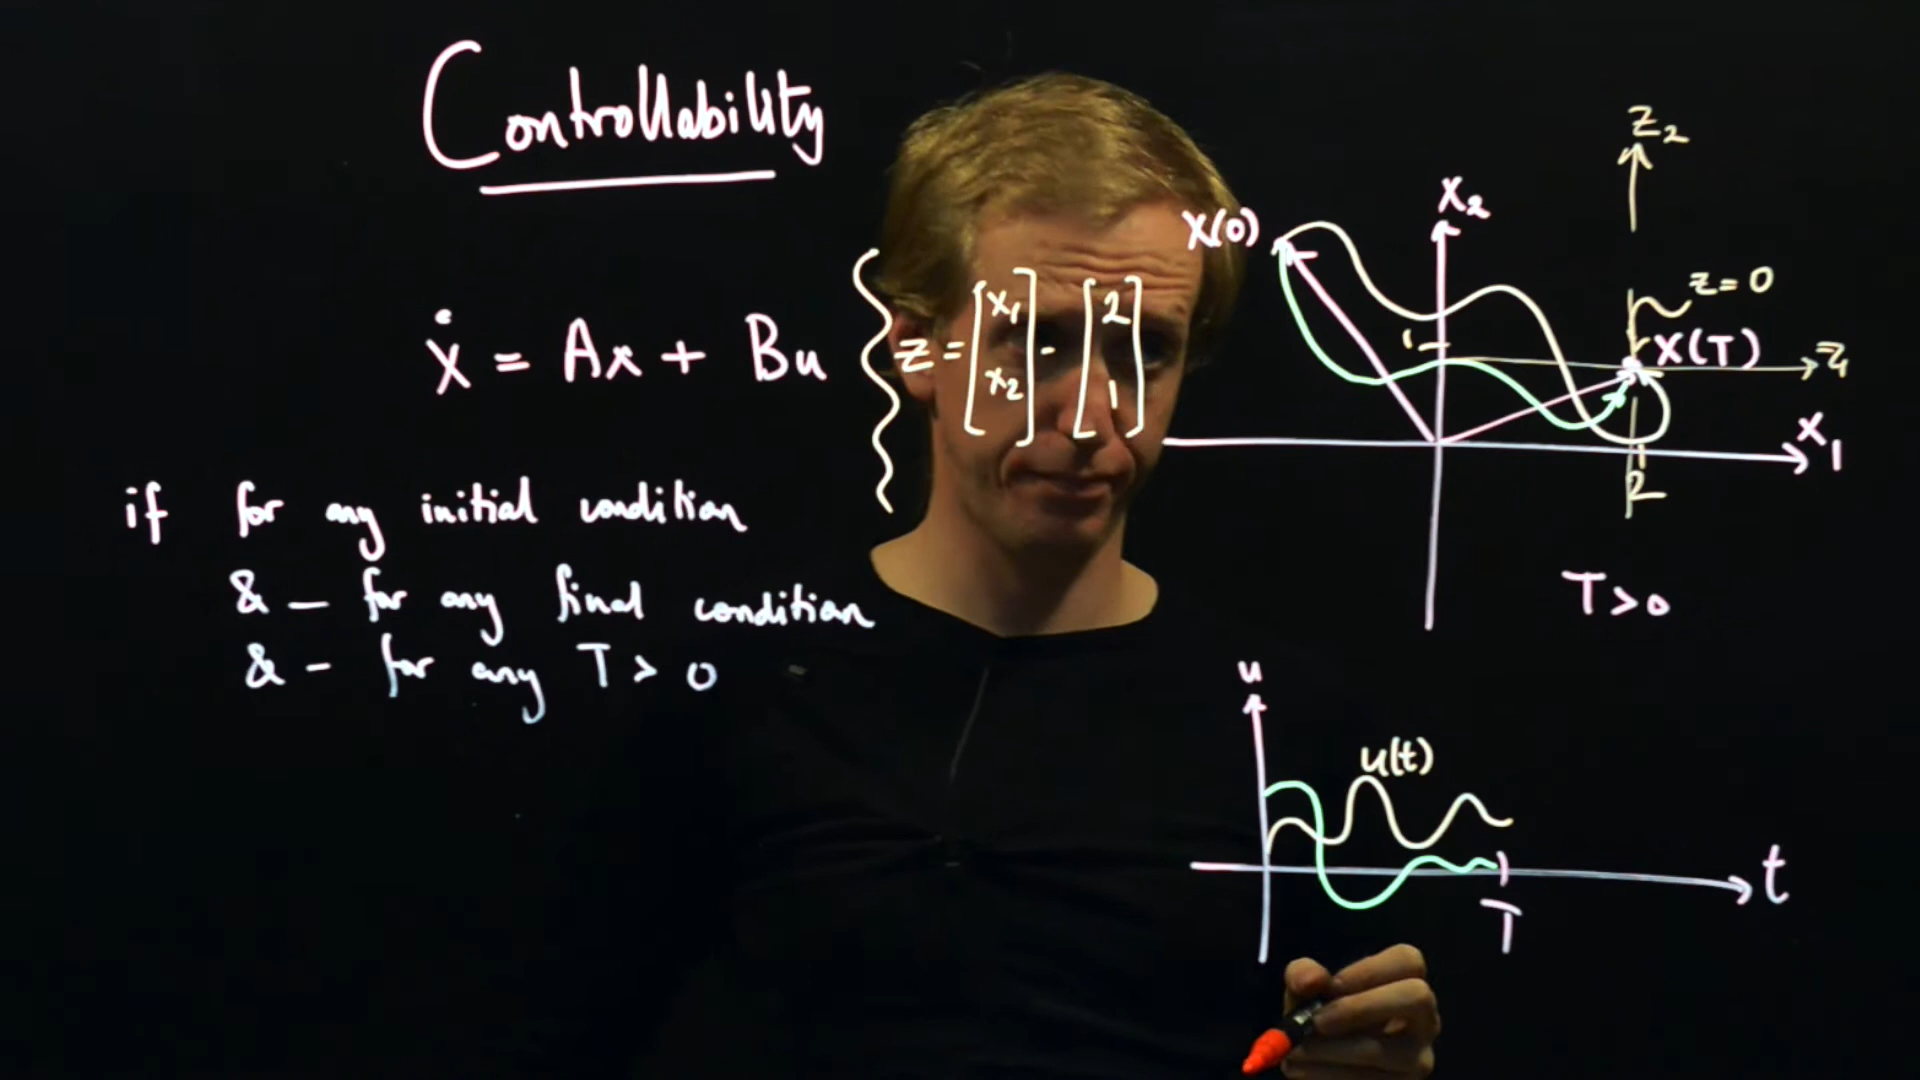 Controllability
ẋ = Ax + Bu
z = [x₁ x₂] - [2 1]
if for any initial condition
& – for any final condition
& – for any T > 0
z₂
x₂
x(0)
z = 0
1
x(T)
z₁
x₁
2
T > 0
u
u(t)
t
T